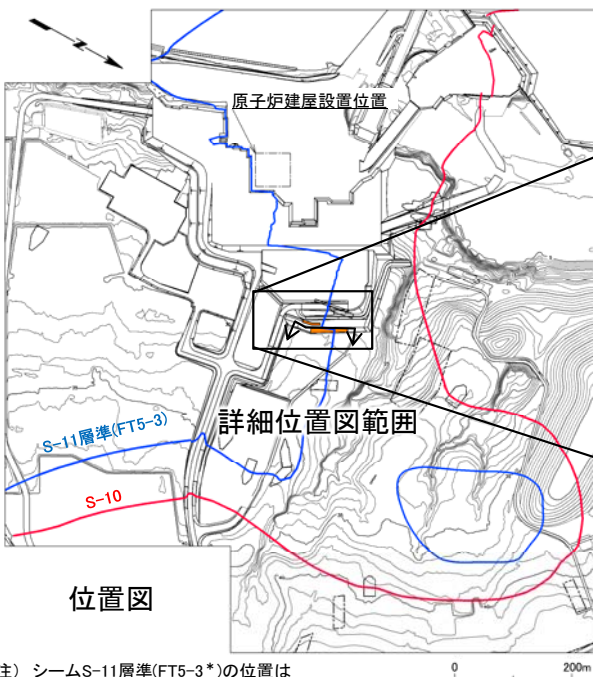 N
原子炉建屋設置位置
詳細位置図範囲
S-11層準(FT5-3)
S-10
位置図
注) シームS-11層準(FT5-3*)の位置は
0 200m